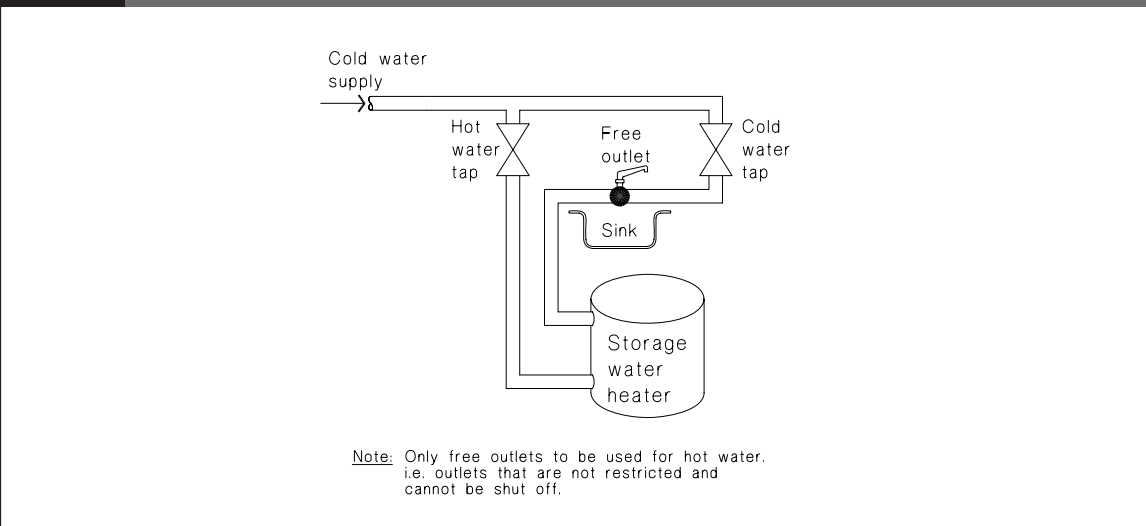 Cold water
supply
Hot
water
tap
Free
outlet
Cold
water
tap
Sink
Storage
water
heater
Note: Only free outlets to be used for hot water.
i.e. outlets that are not restricted and
cannot be shut off.